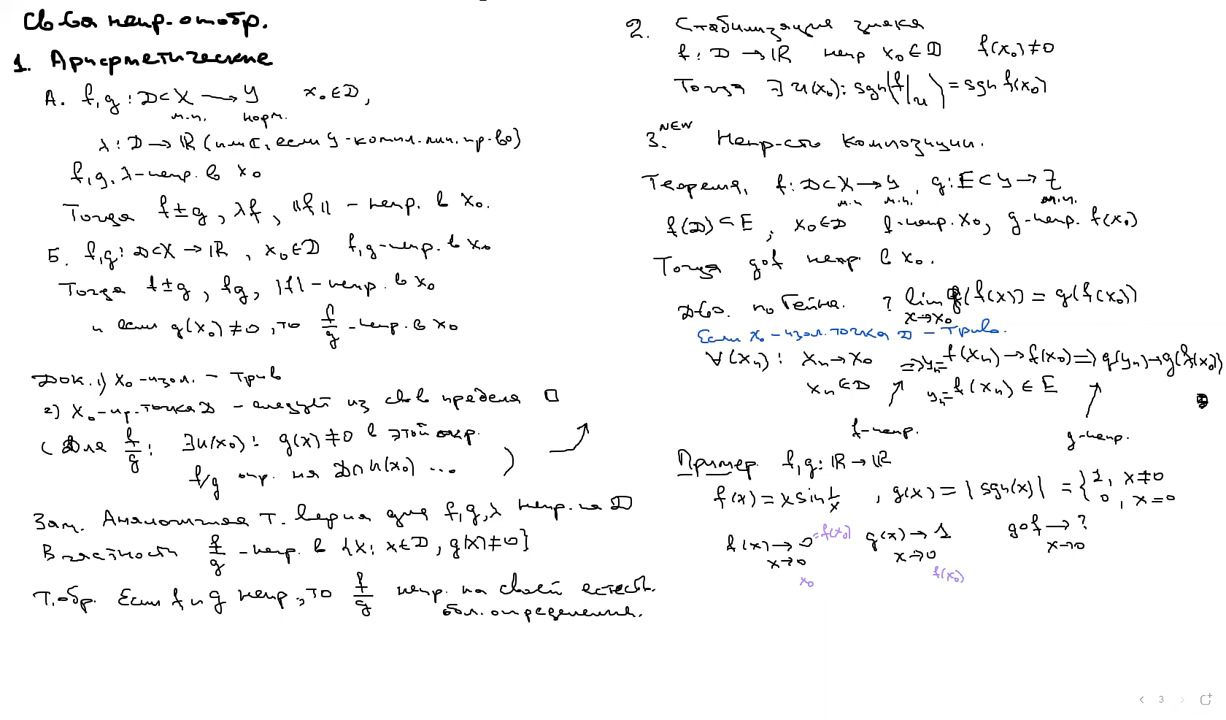 Св-ва непр. отобр.
1. Арифметические
А. f, g : D ⊂ X → Y   x₀ ∈ D,
м.п.   норм.
λ : D → ℝ (или ℂ, если Y - компл. лин. пр-во)
f, g, λ - непр. в x₀
Тогда f ± g, λf, ‖f‖ - непр. в x₀.
Б. f, g : D ⊂ X → ℝ, x₀ ∈ D   f, g - непр. в x₀
Тогда f ± g, fg, |f| - непр. в x₀
и если g(x₀) ≠ 0, то f/g - непр. в x₀
Док. 1) x₀ - изол. - трив
2) x₀ - пр. точка D - следует из св-в предела □
(Для f/g : ∃ U(x₀) : g(x) ≠ 0 в этой окр.
f/g опр. на D ∩ U(x₀) ... )
Зам. Аналогичная т. верна для f, g, λ непр. на D
В частности f/g - непр. в {x : x ∈ D, g(x) ≠ 0}
Т. обр. Если f и g непр., то f/g непр. на своей естеств.
обл. определения.
2. Стабилизация знака
f : D → ℝ   непр   x₀ ∈ D   f(x₀) ≠ 0
Тогда ∃ U(x₀) : sgn(f|_U) = sgn f(x₀)
3. NEW Непр-сть композиции.
Теорема, f : D ⊂ X → Y, g : E ⊂ Y → Z
м.п.   м.п.   м.п.
f(D) ⊂ E, x₀ ∈ D   f - непр. x₀, g - непр. f(x₀)
Тогда g∘f непр в x₀.
Д-во. по Гейне. ? lim g(f(x)) = g(f(x₀))
x → x₀
Если x₀ - изол. точка D - трив.
∀(xₙ) : xₙ → x₀ ⇒ yₙ = f(xₙ) → f(x₀) ⇒ g(yₙ) → g(f(x₀))
xₙ ∈ D   yₙ = f(xₙ) ∈ E
f - непр.   g - непр.
Пример f, g : ℝ → ℝ
f(x) = x sin 1/x, g(x) = |sgn(x)| = { 1, x ≠ 0
0, x = 0
f(x) → 0 = f(x₀)   g(x) → 1   g∘f → ?
x → 0   x → 0   x → 0
x₀   f(x₀)
3